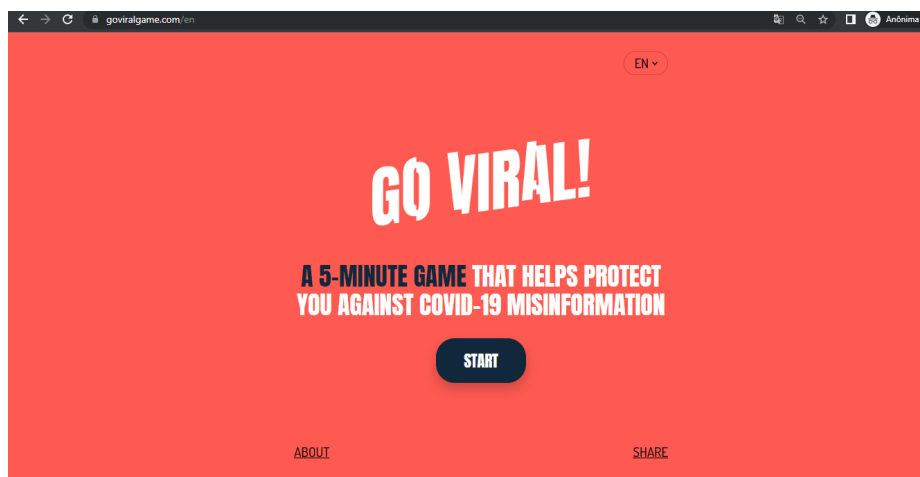 goviralgame.com/en
Anônima
EN
GO VIRAL!
A 5-MINUTE GAME THAT HELPS PROTECT
YOU AGAINST COVID-19 MISINFORMATION
START
ABOUT
SHARE